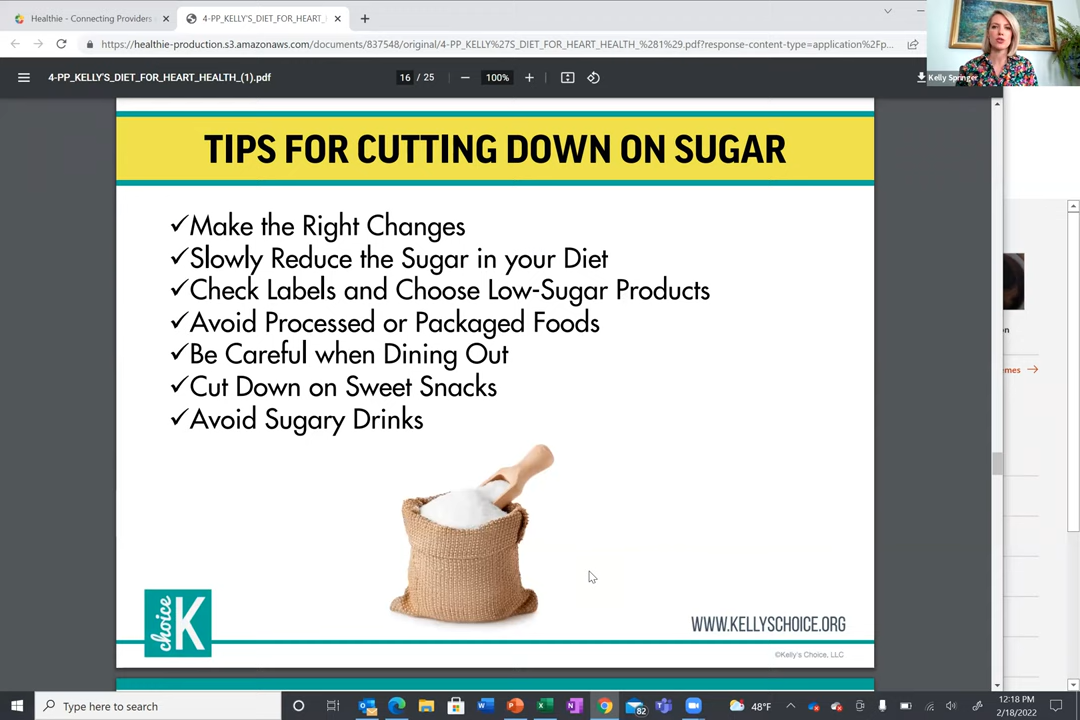 Healthie - Connecting Providers
4-PP_KELLY'S_DIET_FOR_HEART_H
https://healthie-production.s3.amazonaws.com/documents/837548/original/4-PP_KELLY%27S_DIET_FOR_HEART_HEALTH_%281%29.pdf?response-content-type=application%2Fp...
4-PP_KELLY'S_DIET_FOR_HEART_HEALTH_(1).pdf
16 / 25
100%
Kelly Springer
TIPS FOR CUTTING DOWN ON SUGAR
✓Make the Right Changes
✓Slowly Reduce the Sugar in your Diet
✓Check Labels and Choose Low-Sugar Products
✓Avoid Processed or Packaged Foods
✓Be Careful when Dining Out
✓Cut Down on Sweet Snacks
✓Avoid Sugary Drinks
on
mes
choice K
WWW.KELLYSCHOICE.ORG
©Kelly's Choice, LLC
Type here to search
82
48°F
12:18 PM
2/18/2022